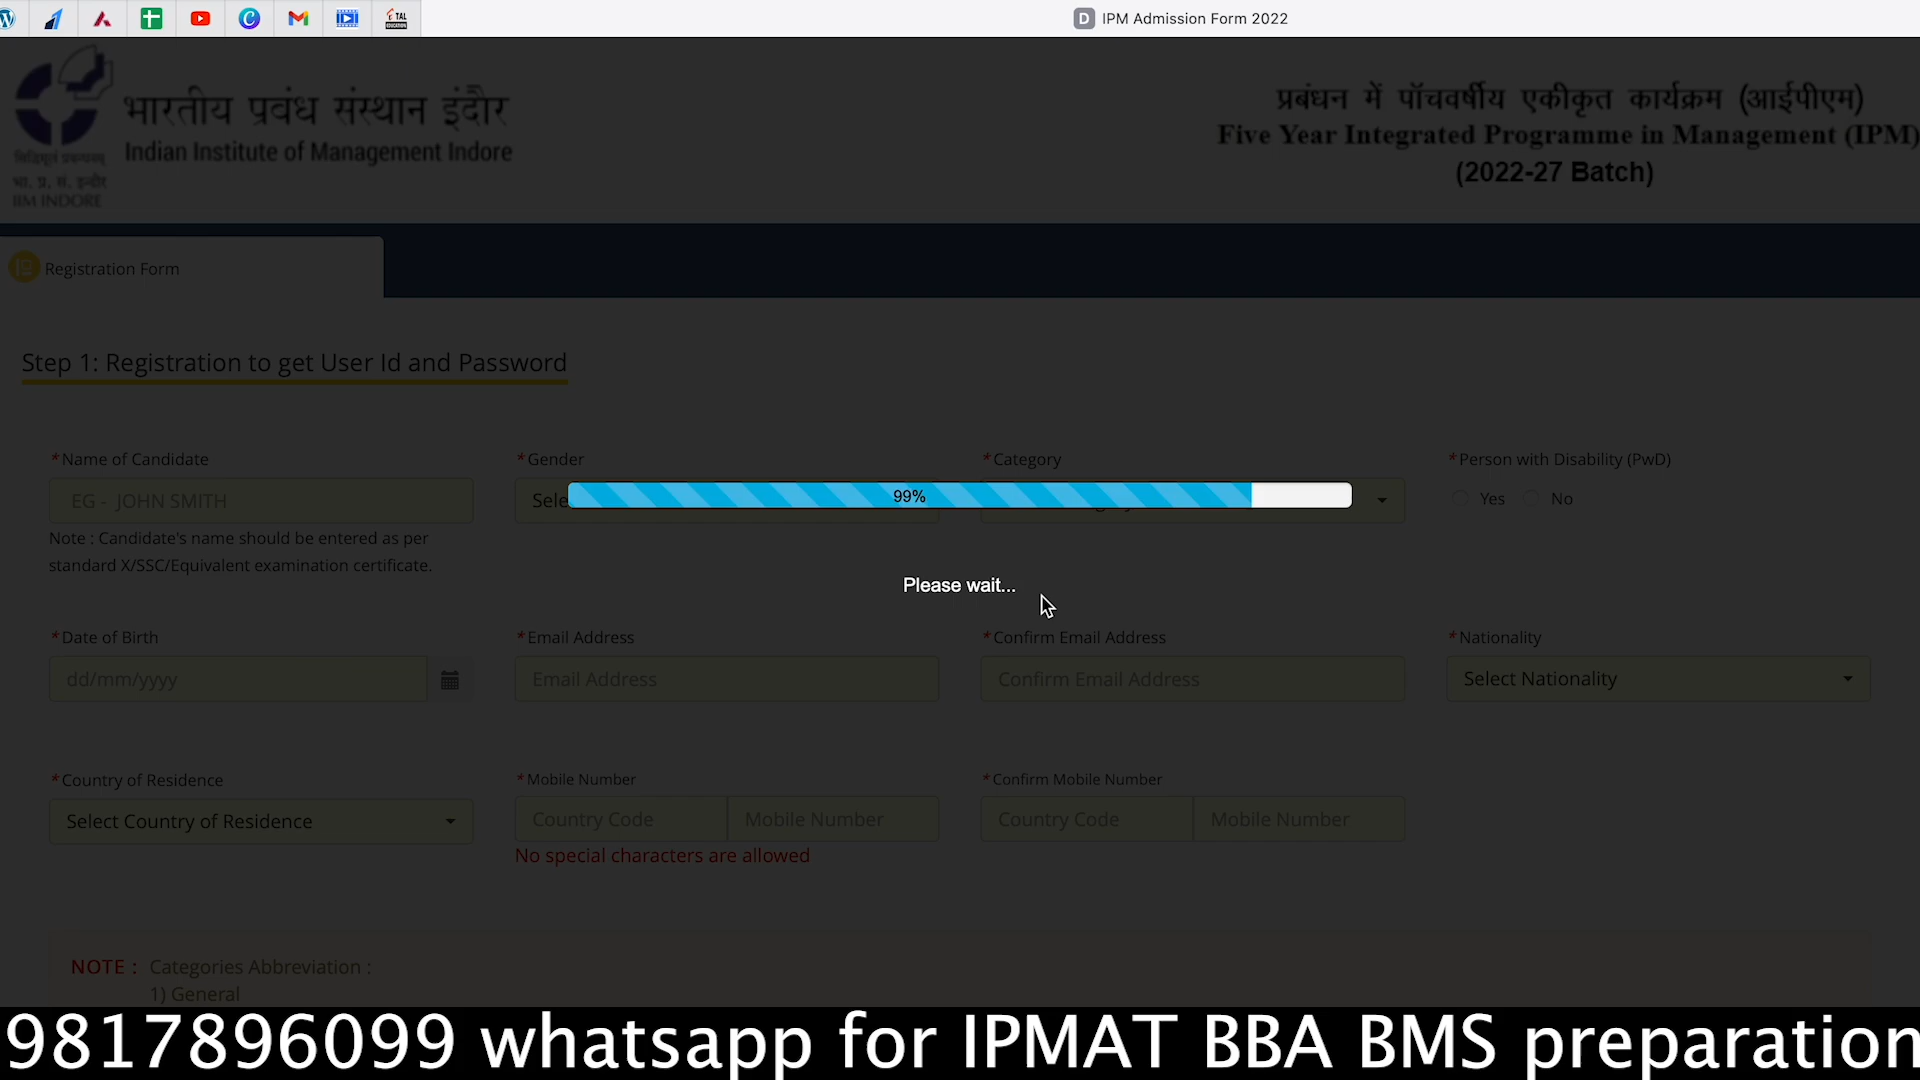 IPM Admission Form 2022
भारतीय प्रबंध संस्थान इंदौर
Indian Institute of Management Indore
सिद्धिमूलं प्रबन्धनम्
भा. प्र. सं. इन्दौर
IIM INDORE
प्रबंधन में पाँचवर्षीय एकीकृत कार्यक्रम (आईपीएम)
Five Year Integrated Programme in Management (IPM)
(2022-27 Batch)
Registration Form
Step 1: Registration to get User Id and Password
*Name of Candidate
*Gender
*Category
*Person with Disability (PwD)
EG - JOHN SMITH
Sele
99%
Yes
No
Note : Candidate's name should be entered as per
standard X/SSC/Equivalent examination certificate.
Please wait...
*Date of Birth
*Email Address
*Confirm Email Address
*Nationality
dd/mm/yyyy
Email Address
Confirm Email Address
Select Nationality
*Country of Residence
*Mobile Number
*Confirm Mobile Number
Select Country of Residence
Country Code
Mobile Number
Country Code
Mobile Number
No special characters are allowed
NOTE : Categories Abbreviation :
1) General
9817896099 whatsapp for IPMAT BBA BMS preparation